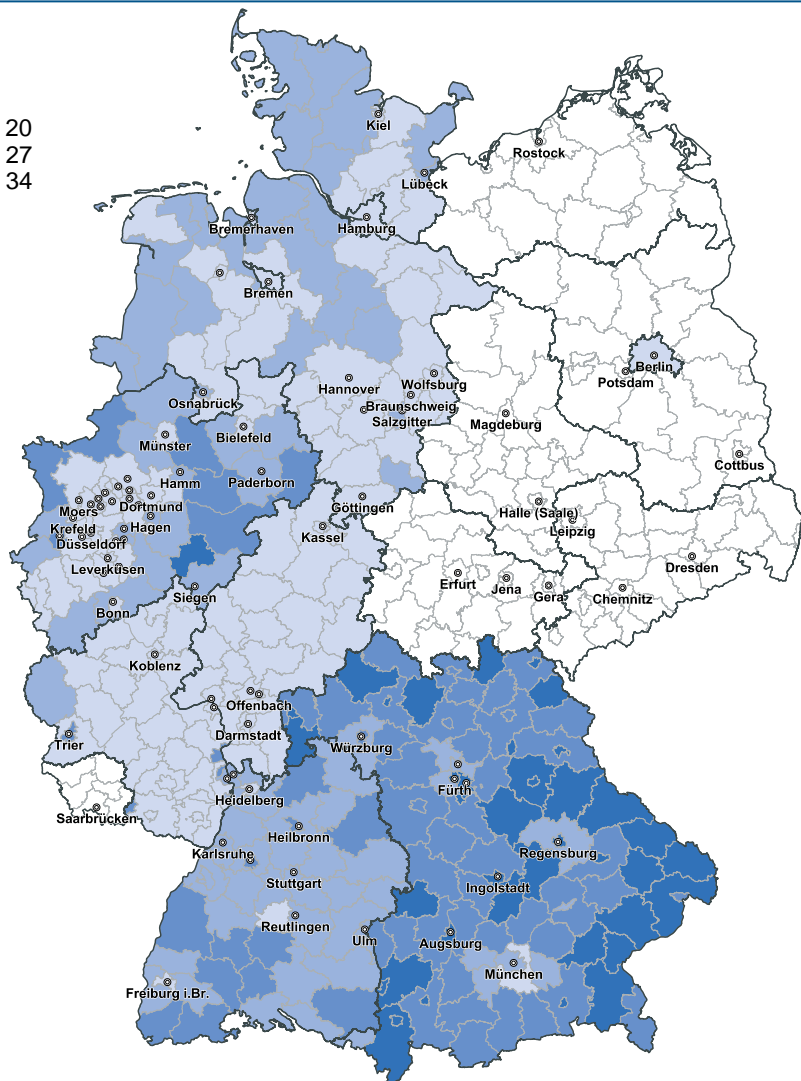 20
27
34
Kiel
Rostock
Lübeck
Bremerhaven
Hamburg
Bremen
Berlin
Potsdam
Hannover
Wolfsburg
Osnabrück
Braunschweig
Salzgitter
Magdeburg
Bielefeld
Münster
Cottbus
Hamm
Paderborn
Göttingen
Dortmund
Moers
Halle (Saale)
Krefeld
Hagen
Kassel
Leipzig
Düsseldorf
Leverkusen
Dresden
Erfurt
Jena
Gera
Chemnitz
Siegen
Bonn
Koblenz
Offenbach
Darmstadt
Trier
Würzburg
Fürth
Heidelberg
Saarbrücken
Heilbronn
Karlsruhe
Regensburg
Stuttgart
Ingolstadt
Reutlingen
Ulm
Augsburg
München
Freiburg i.Br.